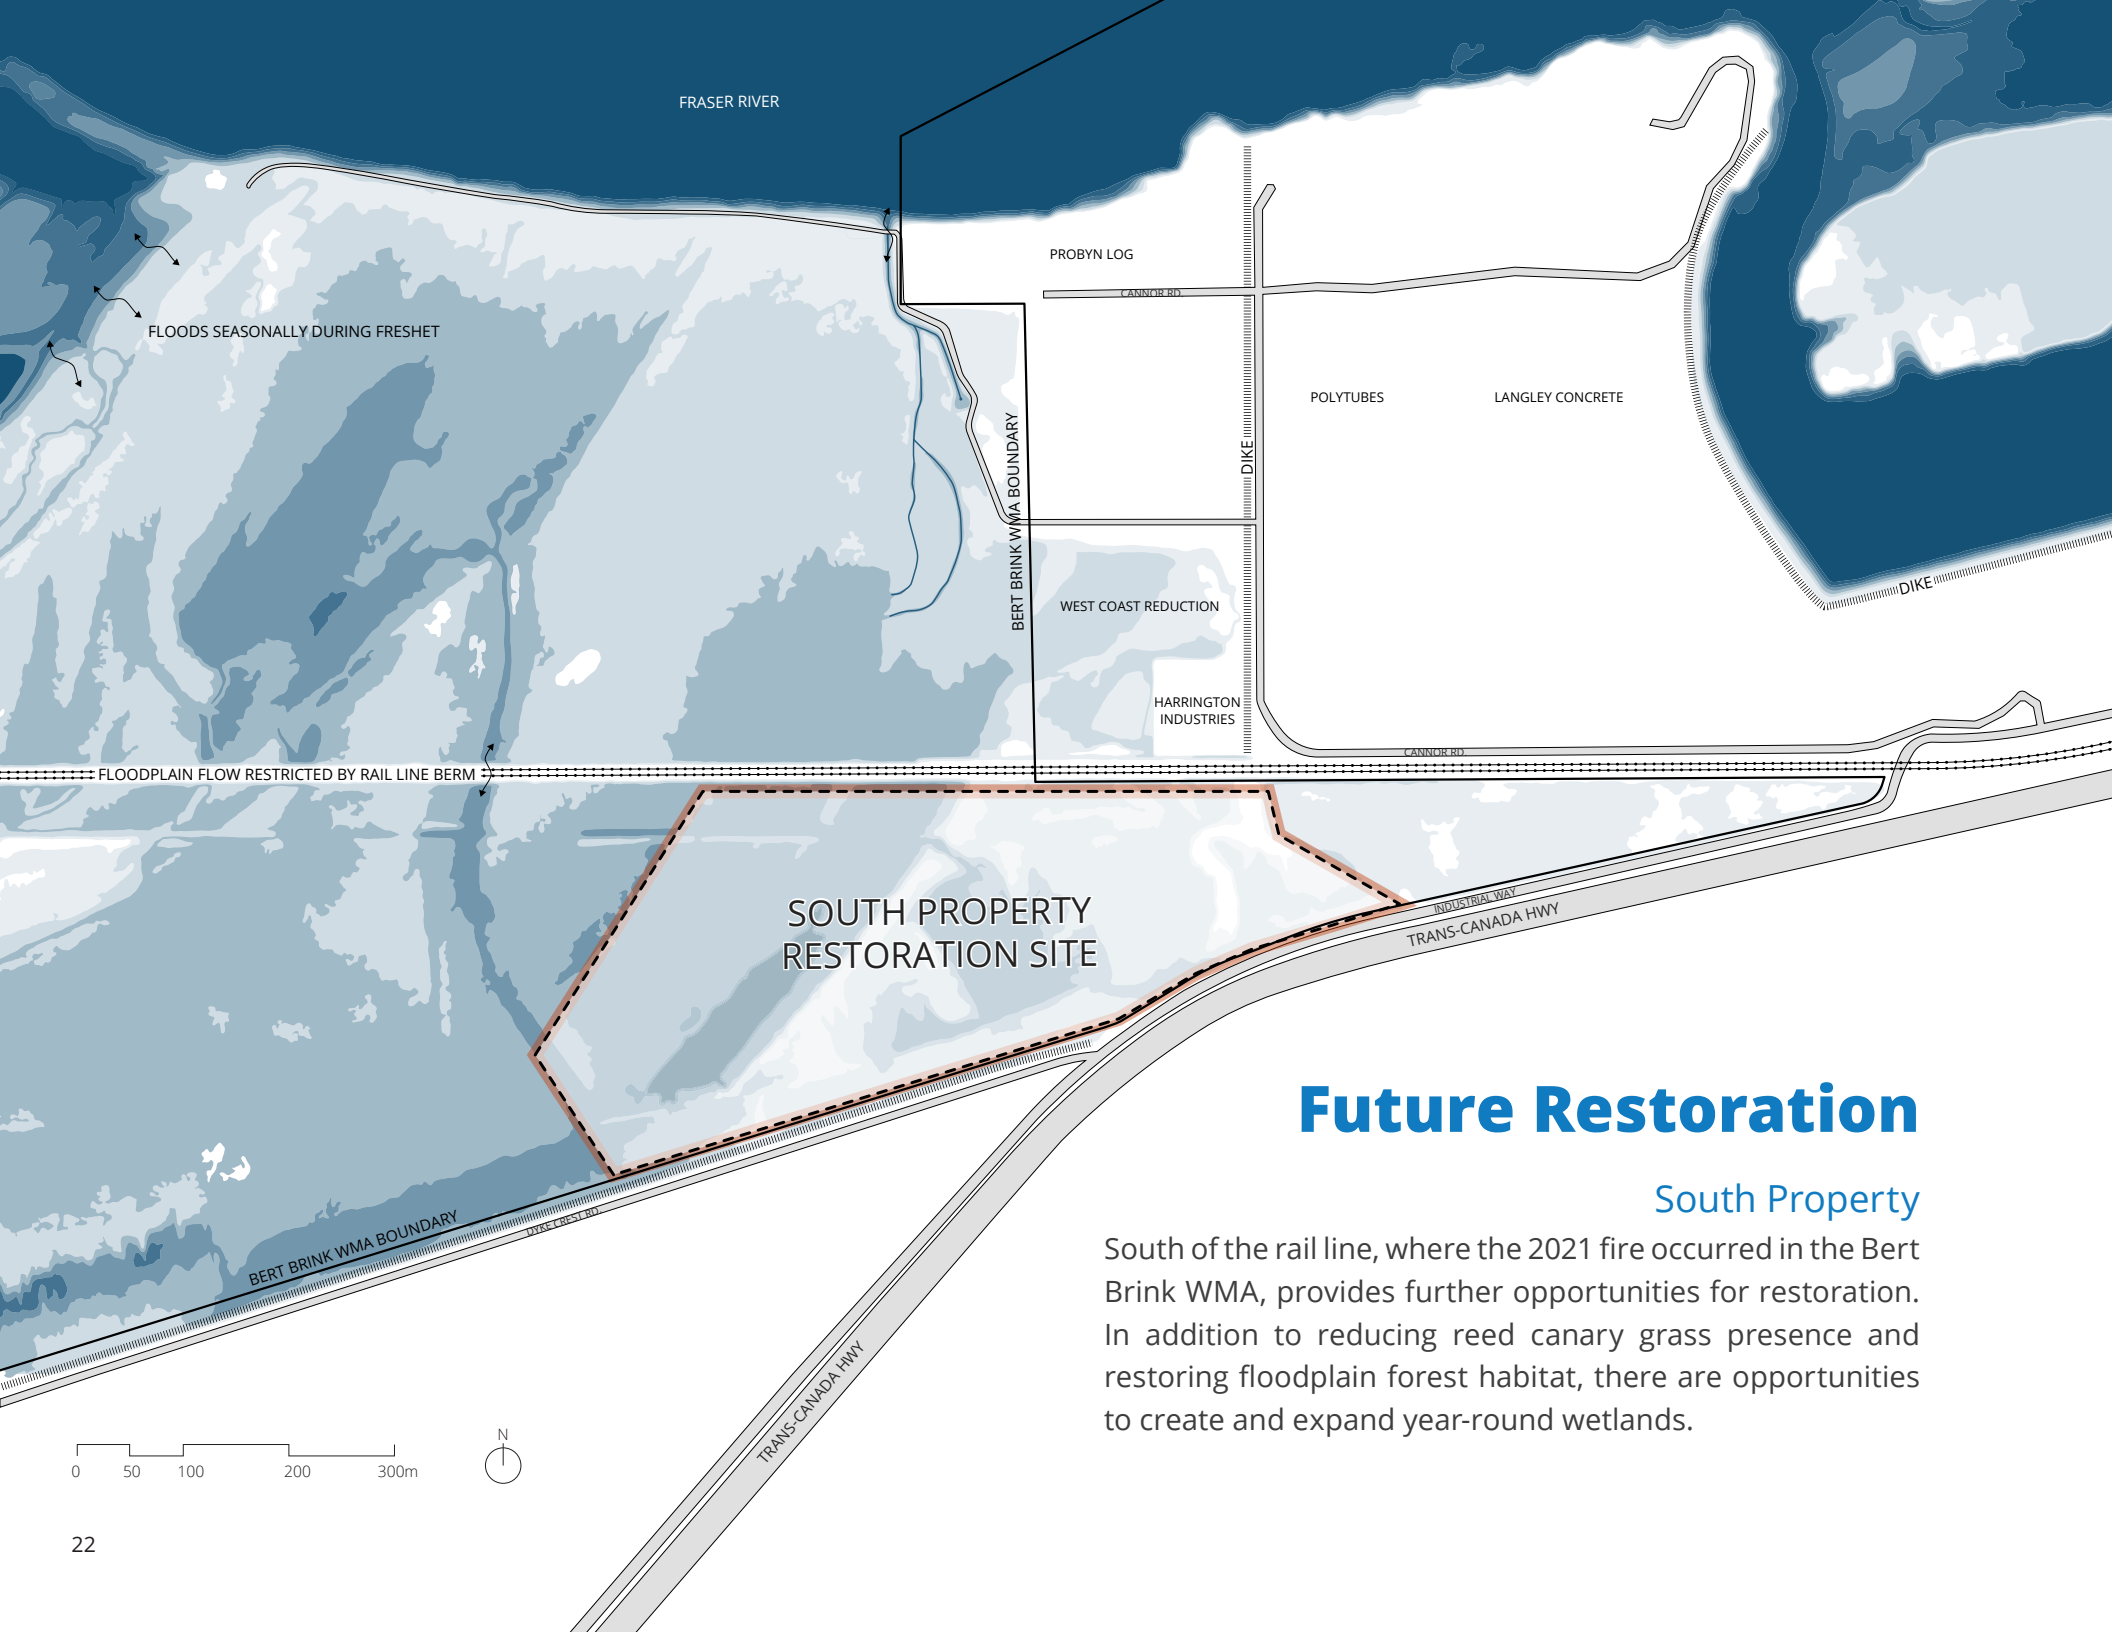 FRASER RIVER
PROBYN LOG
CANNOR RD.
FLOODS SEASONALLY DURING FRESHET
POLYTUBES
LANGLEY CONCRETE
BERT BRINK WMA BOUNDARY
DIKE
DIKE
WEST COAST REDUCTION
HARRINGTON
INDUSTRIES
CANNOR RD.
FLOODPLAIN FLOW RESTRICTED BY RAIL LINE BERM
SOUTH PROPERTY
RESTORATION SITE
INDUSTRIAL WAY
TRANS-CANADA HWY
BERT BRINK WMA BOUNDARY
DYKE CREST RD.
TRANS-CANADA HWY
Future Restoration
South Property
South of the rail line, where the 2021 fire occurred in the Bert
Brink WMA, provides further opportunities for restoration.
In addition to reducing reed canary grass presence and
restoring floodplain forest habitat, there are opportunities
to create and expand year-round wetlands.
N
0 50 100 200 300m
22